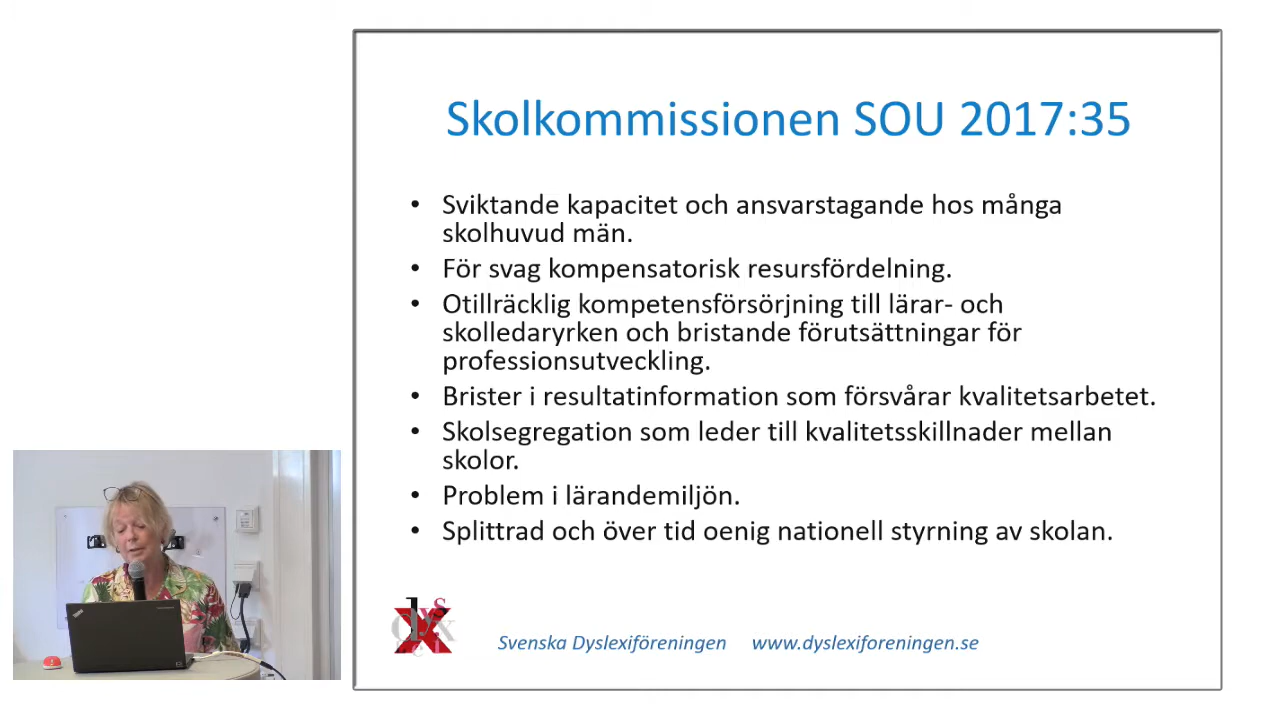 Skolkommissionen SOU 2017:35
• Sviktande kapacitet och ansvarstagande hos många
skolhuvud män.
• För svag kompensatorisk resursfördelning.
• Otillräcklig kompetensförsörjning till lärar- och
skolledaryrken och bristande förutsättningar för
professionsutveckling.
• Brister i resultatinformation som försvårar kvalitetsarbetet.
• Skolsegregation som leder till kvalitetsskillnader mellan
skolor.
• Problem i lärandemiljön.
• Splittrad och över tid oenig nationell styrning av skolan.
Svenska Dyslexiföreningen www.dyslexiforeningen.se